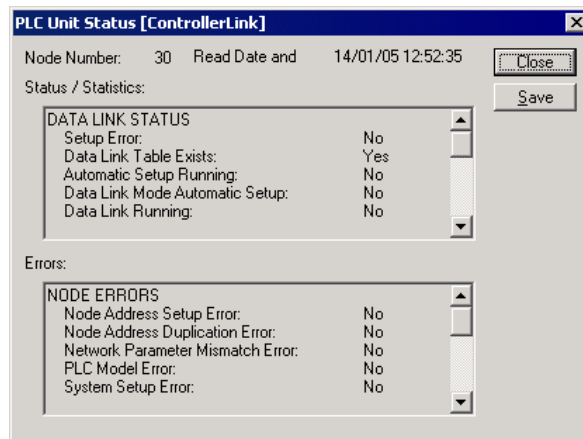 PLC Unit Status [ControllerLink]
Node Number: 30 Read Date and 14/01/05 12:52:35
Close
Status / Statistics:
Save
DATA LINK STATUS
Setup Error: No
Data Link Table Exists: Yes
Automatic Setup Running: No
Data Link Mode Automatic Setup: No
Data Link Running: No
Errors:
NODE ERRORS
Node Address Setup Error: No
Node Address Duplication Error: No
Network Parameter Mismatch Error: No
PLC Model Error: No
System Setup Error: No